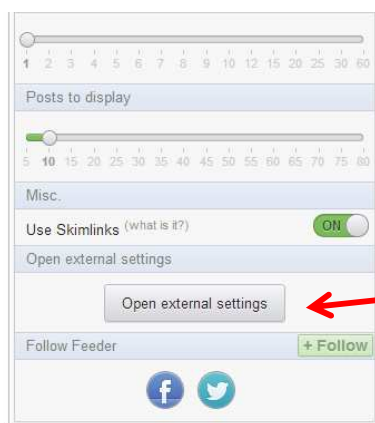 1 2 3 4 5 6 7 8 9 10 12 15 20 25 30 60
Posts to display
5 10 15 20 25 30 35 40 45 50 55 60 65 70 75 80
Misc.
Use Skimlinks (what is it?) ON
Open external settings
Open external settings
Follow Feeder + Follow